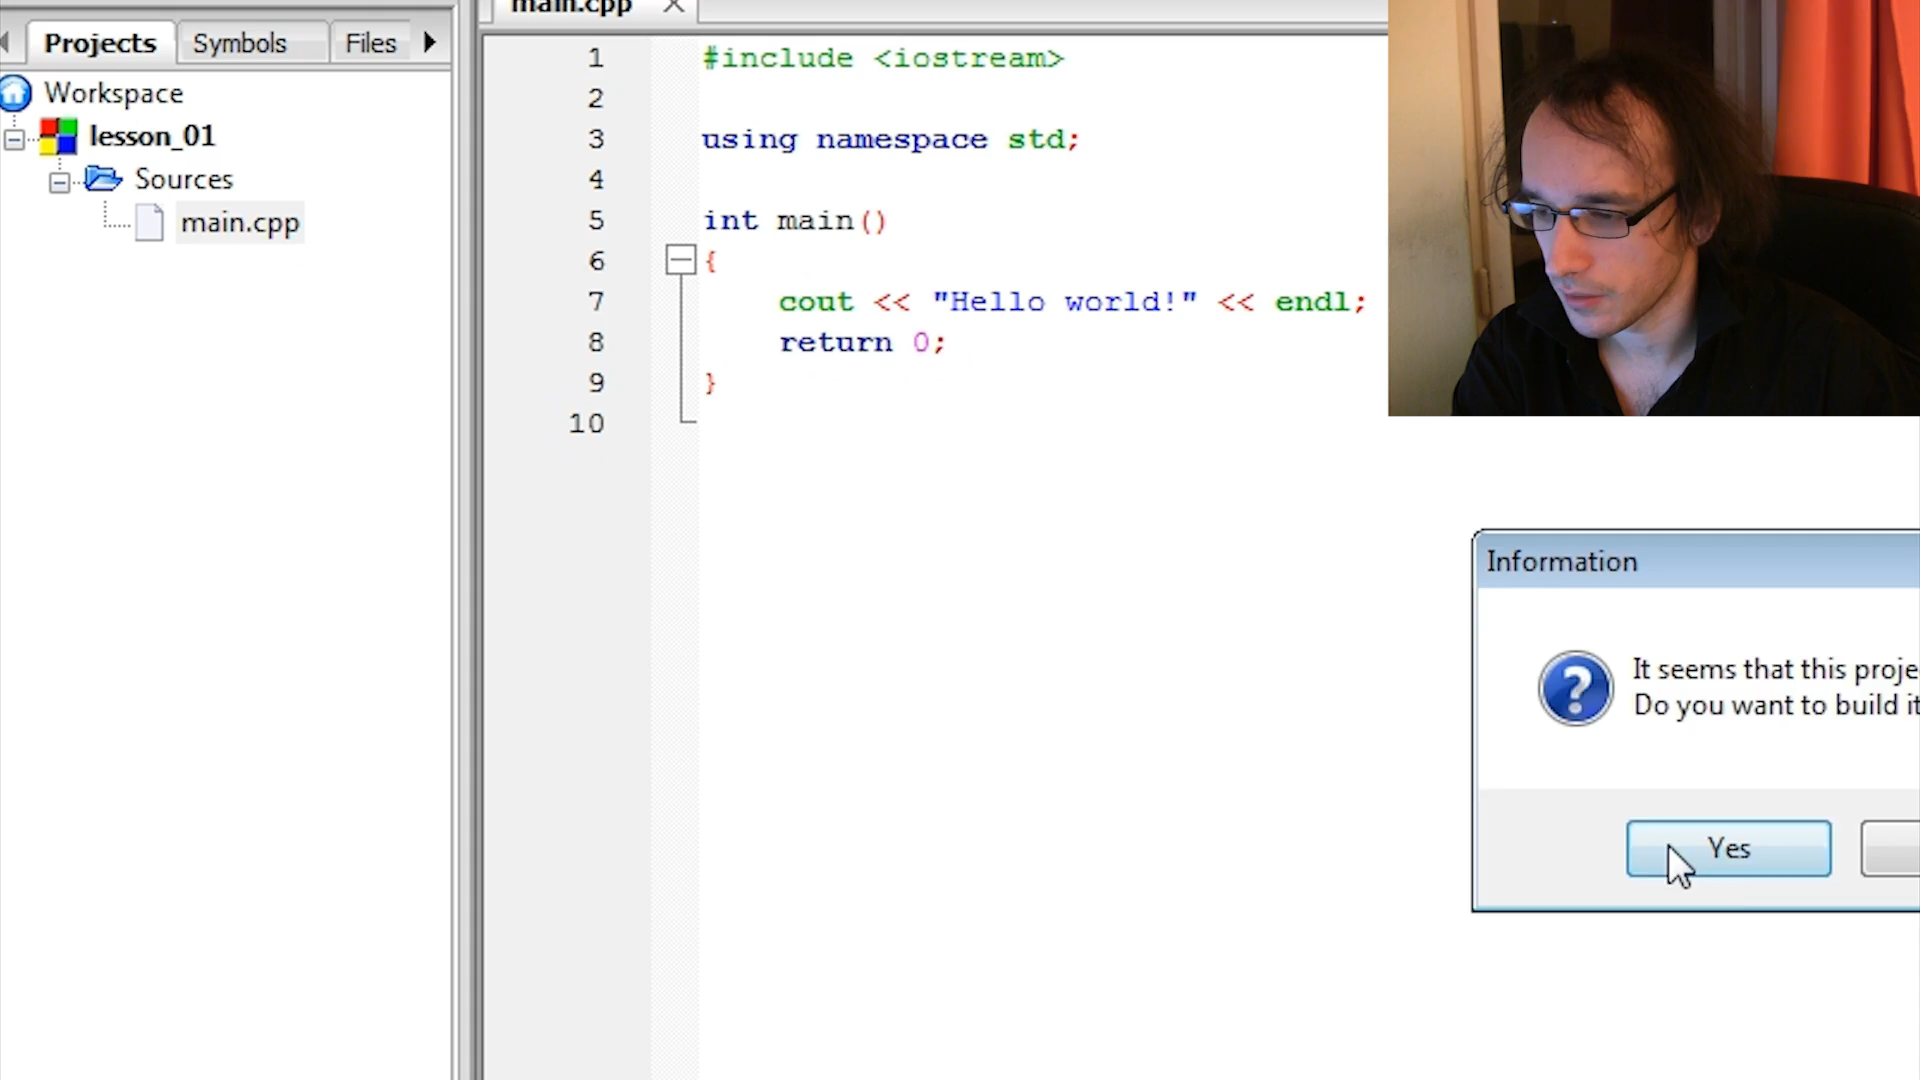 main.cpp
Projects
Symbols
Files
Workspace
lesson_01
Sources
main.cpp
1 #include <iostream>
2
3 using namespace std;
4
5 int main()
6 {
7 cout << "Hello world!" << endl;
8 return 0;
9 }
10
Information
It seems that this proje
Do you want to build it
Yes